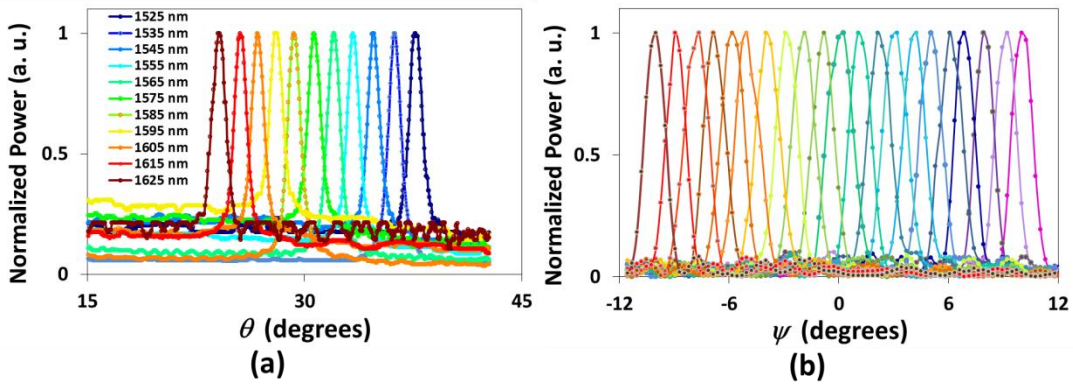 Normalized Power (a. u.)
1
0.5
0
1525 nm
1535 nm
1545 nm
1555 nm
1565 nm
1575 nm
1585 nm
1595 nm
1605 nm
1615 nm
1625 nm
15
30
45
θ (degrees)
(a)
Normalized Power (a. u.)
1
0.5
0
-12
-6
0
6
12
ψ (degrees)
(b)